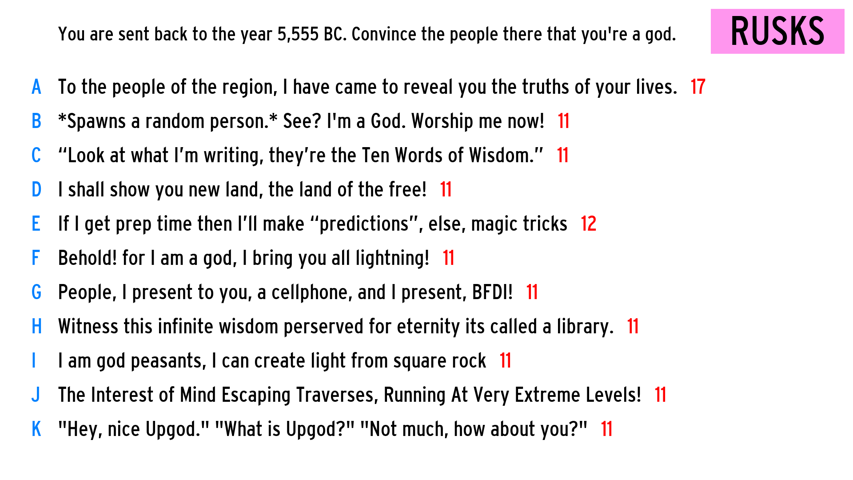 You are sent back to the year 5,555 BC. Convince the people there that you're a god.
RUSKS
A To the people of the region, I have came to reveal you the truths of your lives. 17
B *Spawns a random person.* See? I'm a God. Worship me now! 11
C “Look at what I’m writing, they’re the Ten Words of Wisdom.” 11
D I shall show you new land, the land of the free! 11
E If I get prep time then I’ll make “predictions”, else, magic tricks 12
F Behold! for I am a god, I bring you all lightning! 11
G People, I present to you, a cellphone, and I present, BFDI! 11
H Witness this infinite wisdom perserved for eternity its called a library. 11
I I am god peasants, I can create light from square rock 11
J The Interest of Mind Escaping Traverses, Running At Very Extreme Levels! 11
K "Hey, nice Upgod." "What is Upgod?" "Not much, how about you?" 11